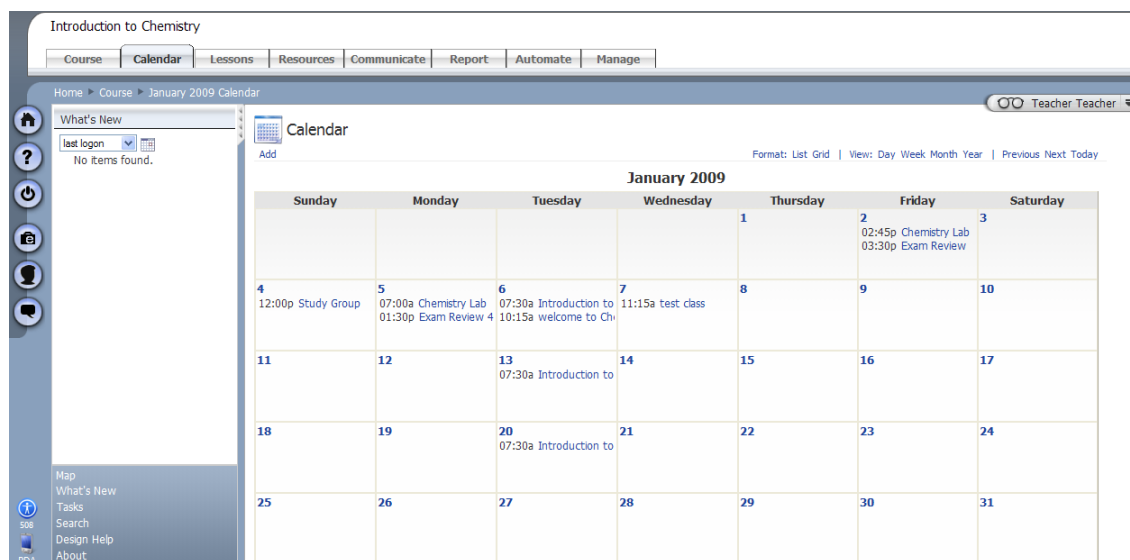 Introduction to Chemistry
Course Calendar Lessons Resources Communicate Report Automate Manage
Home Course January 2009 Calendar
Teacher Teacher
What's New
last logon
No items found.
Calendar
Add
Format: List Grid | View: Day Week Month Year | Previous Next Today
January 2009
Sunday Monday Tuesday Wednesday Thursday Friday Saturday
1 2 3
02:45p Chemistry Lab
03:30p Exam Review
4 5 6 7 8 9 10
12:00p Study Group 07:00a Chemistry Lab 07:30a Introduction to 11:15a test class
01:30p Exam Review 4 10:15a welcome to Ch
11 12 13 14 15 16 17
07:30a Introduction to
18 19 20 21 22 23 24
07:30a Introduction to
25 26 27 28 29 30 31
Map
What's New
Tasks
Search
Design Help
About
508